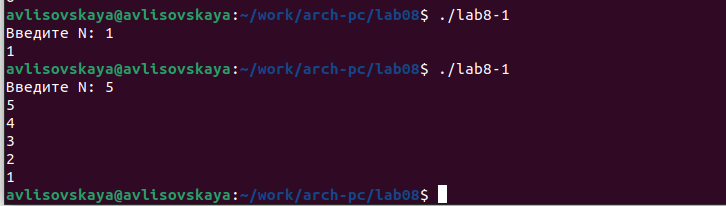 avlisovskaya@avlisovskaya:~/work/arch-pc/lab08$ ./lab8-1
Введите N: 1
1
avlisovskaya@avlisovskaya:~/work/arch-pc/lab08$ ./lab8-1
Введите N: 5
5
4
3
2
1
avlisovskaya@avlisovskaya:~/work/arch-pc/lab08$